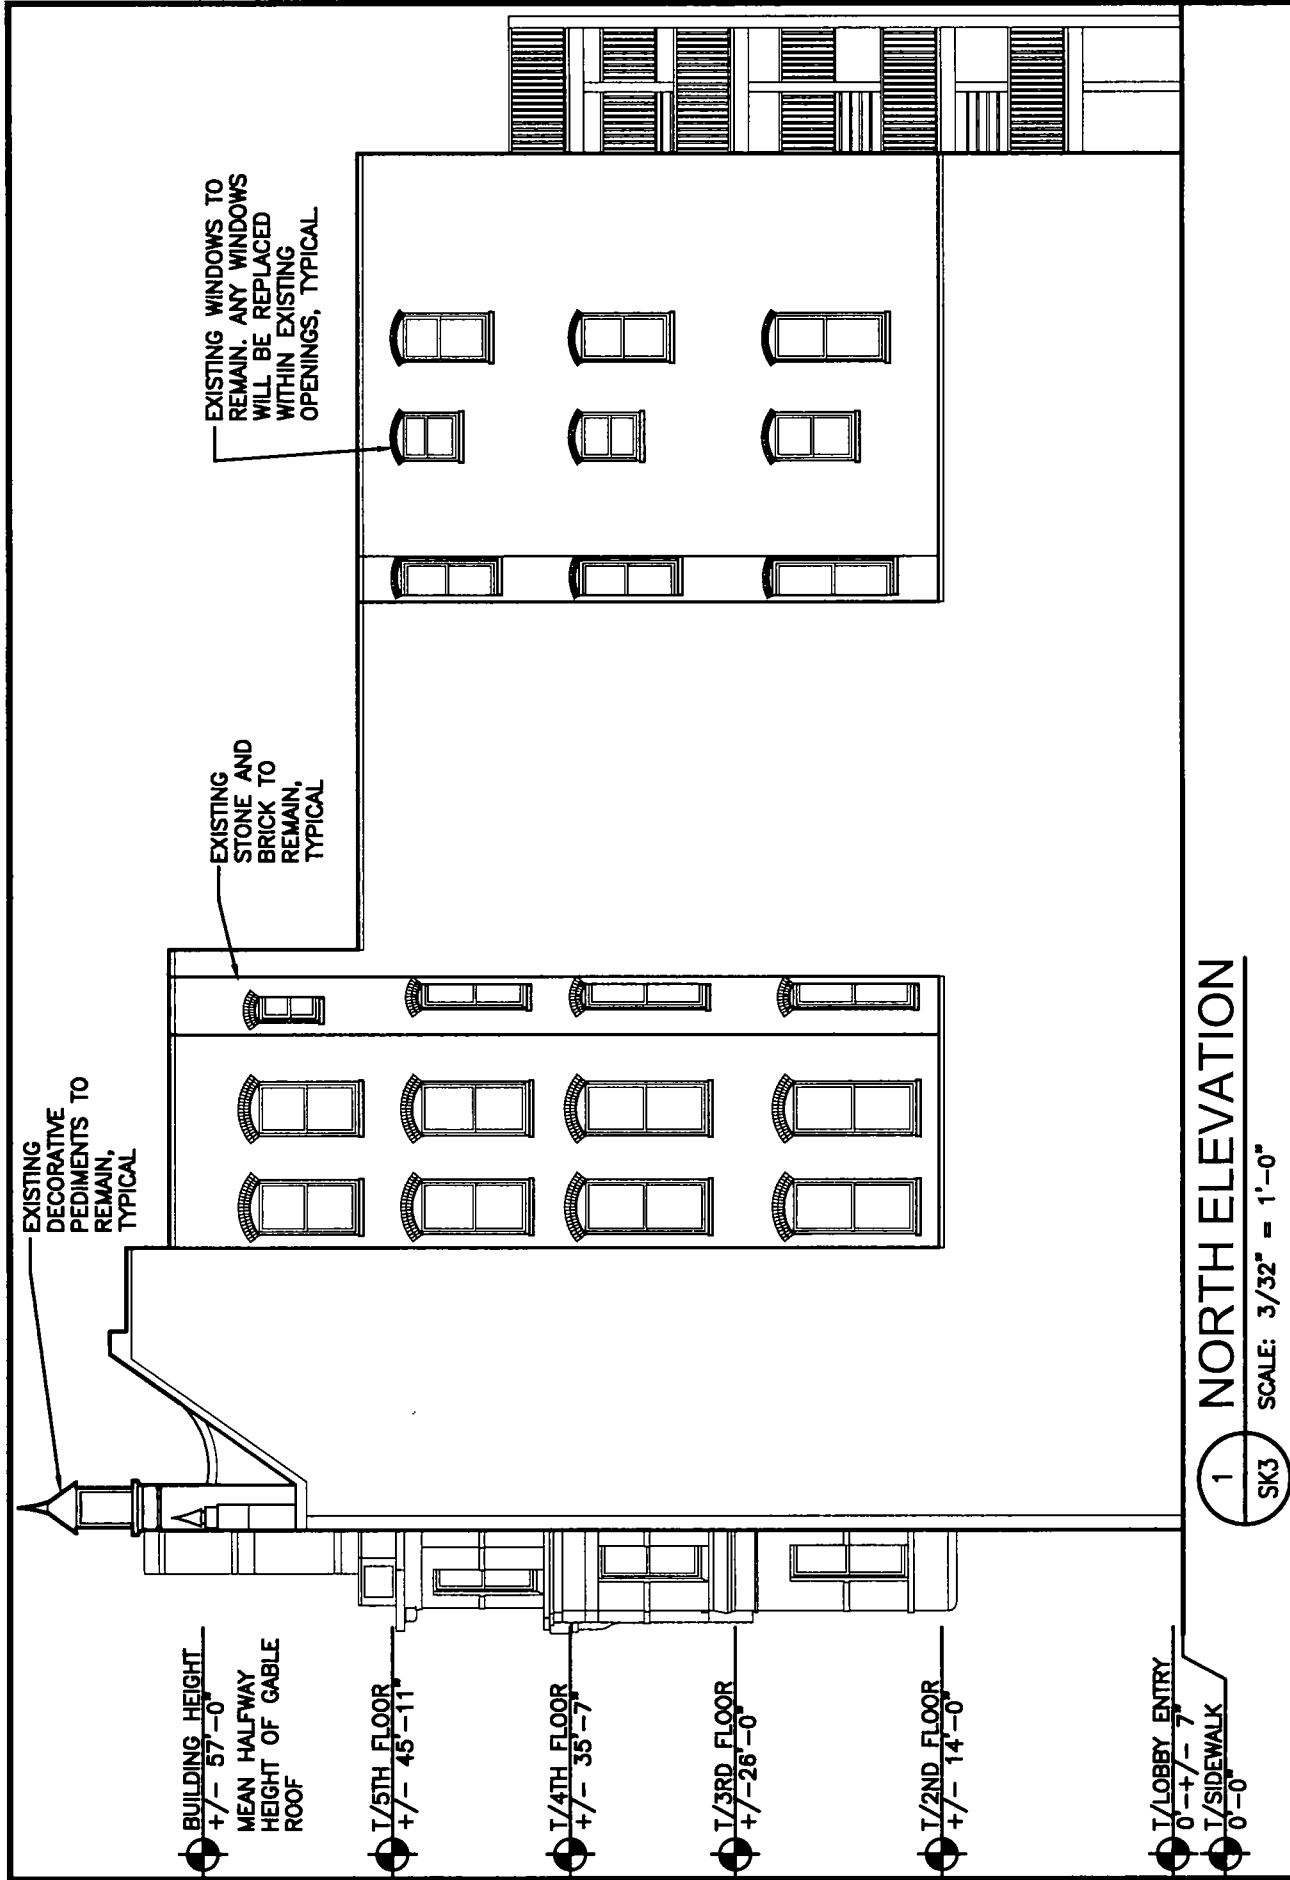 EXISTING
DECORATIVE
PEDIMENTS TO
REMAIN,
TYPICAL
EXISTING
STONE AND
BRICK TO
REMAIN,
TYPICAL
EXISTING WINDOWS TO
REMAIN. ANY WINDOWS
WILL BE REPLACED
WITHIN EXISTING
OPENINGS, TYPICAL.
BUILDING HEIGHT
+/- 57'-0"
MEAN HALFWAY
HEIGHT OF GABLE
ROOF
T/5TH FLOOR
+/- 45'-11"
T/4TH FLOOR
+/- 35'-7"
T/3RD FLOOR
+/-26'-0"
T/2ND FLOOR
+/- 14'-0"
T/LOBBY ENTRY
0'-+/- 7"
T/SIDEWALK
0'-0"
1
SK3
NORTH ELEVATION
SCALE: 3/32" = 1'-0"